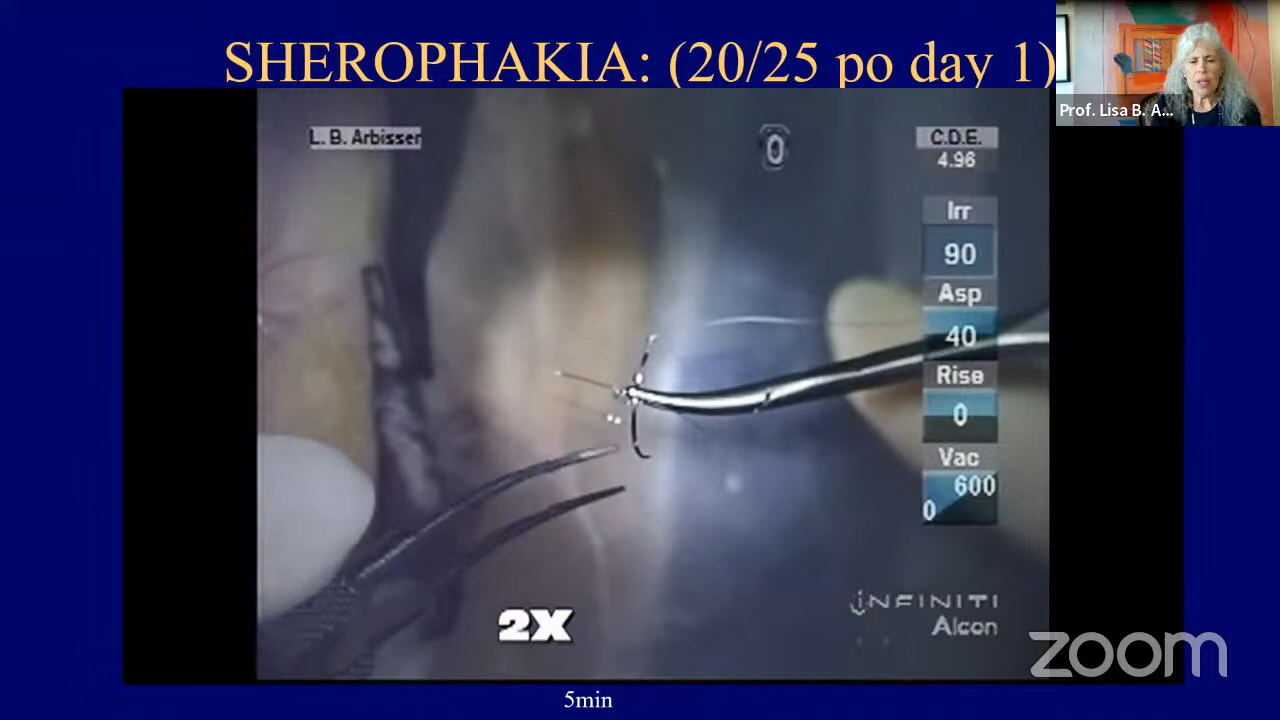 SHEROPHAKIA: (20/25 po day 1)
Prof. Lisa B. A...
L. B. Arbisser
0
C.D.E.
4.96
Irr
90
Asp
40
Rise
0
Vac
600
0
2X
INFINITI
Alcon
zoom
5min